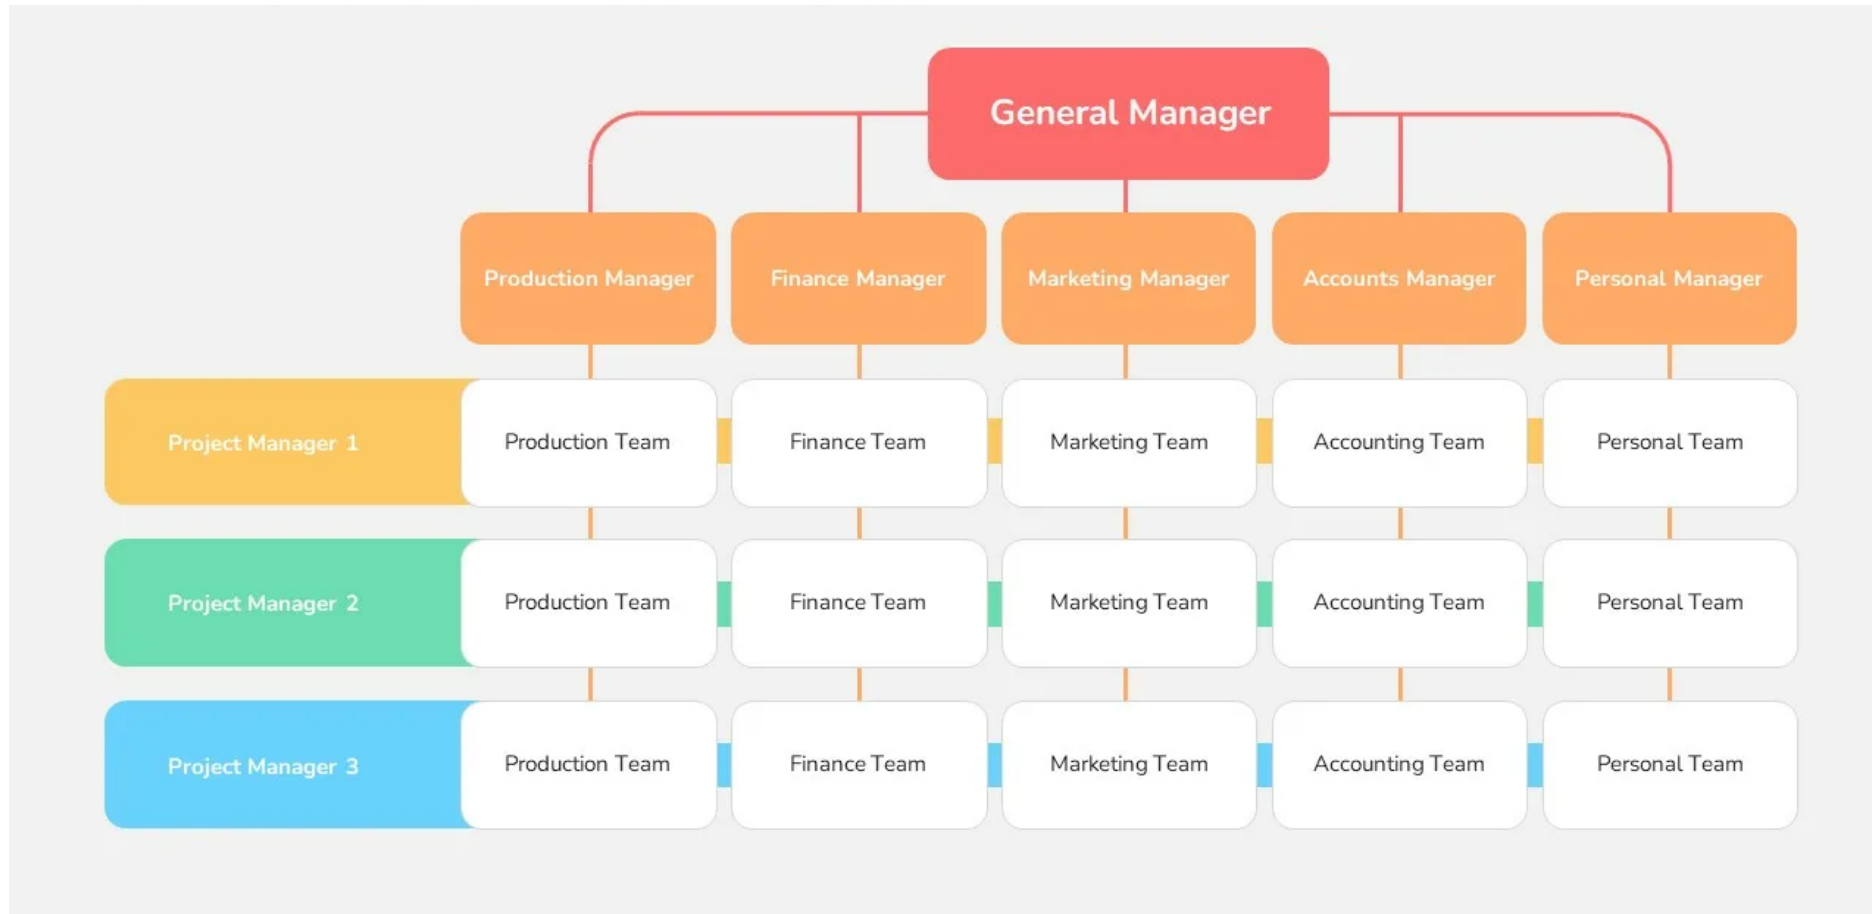 General Manager
Production Manager
Finance Manager
Marketing Manager
Accounts Manager
Personal Manager
Project Manager 1
Production Team
Finance Team
Marketing Team
Accounting Team
Personal Team
Project Manager 2
Production Team
Finance Team
Marketing Team
Accounting Team
Personal Team
Project Manager 3
Production Team
Finance Team
Marketing Team
Accounting Team
Personal Team